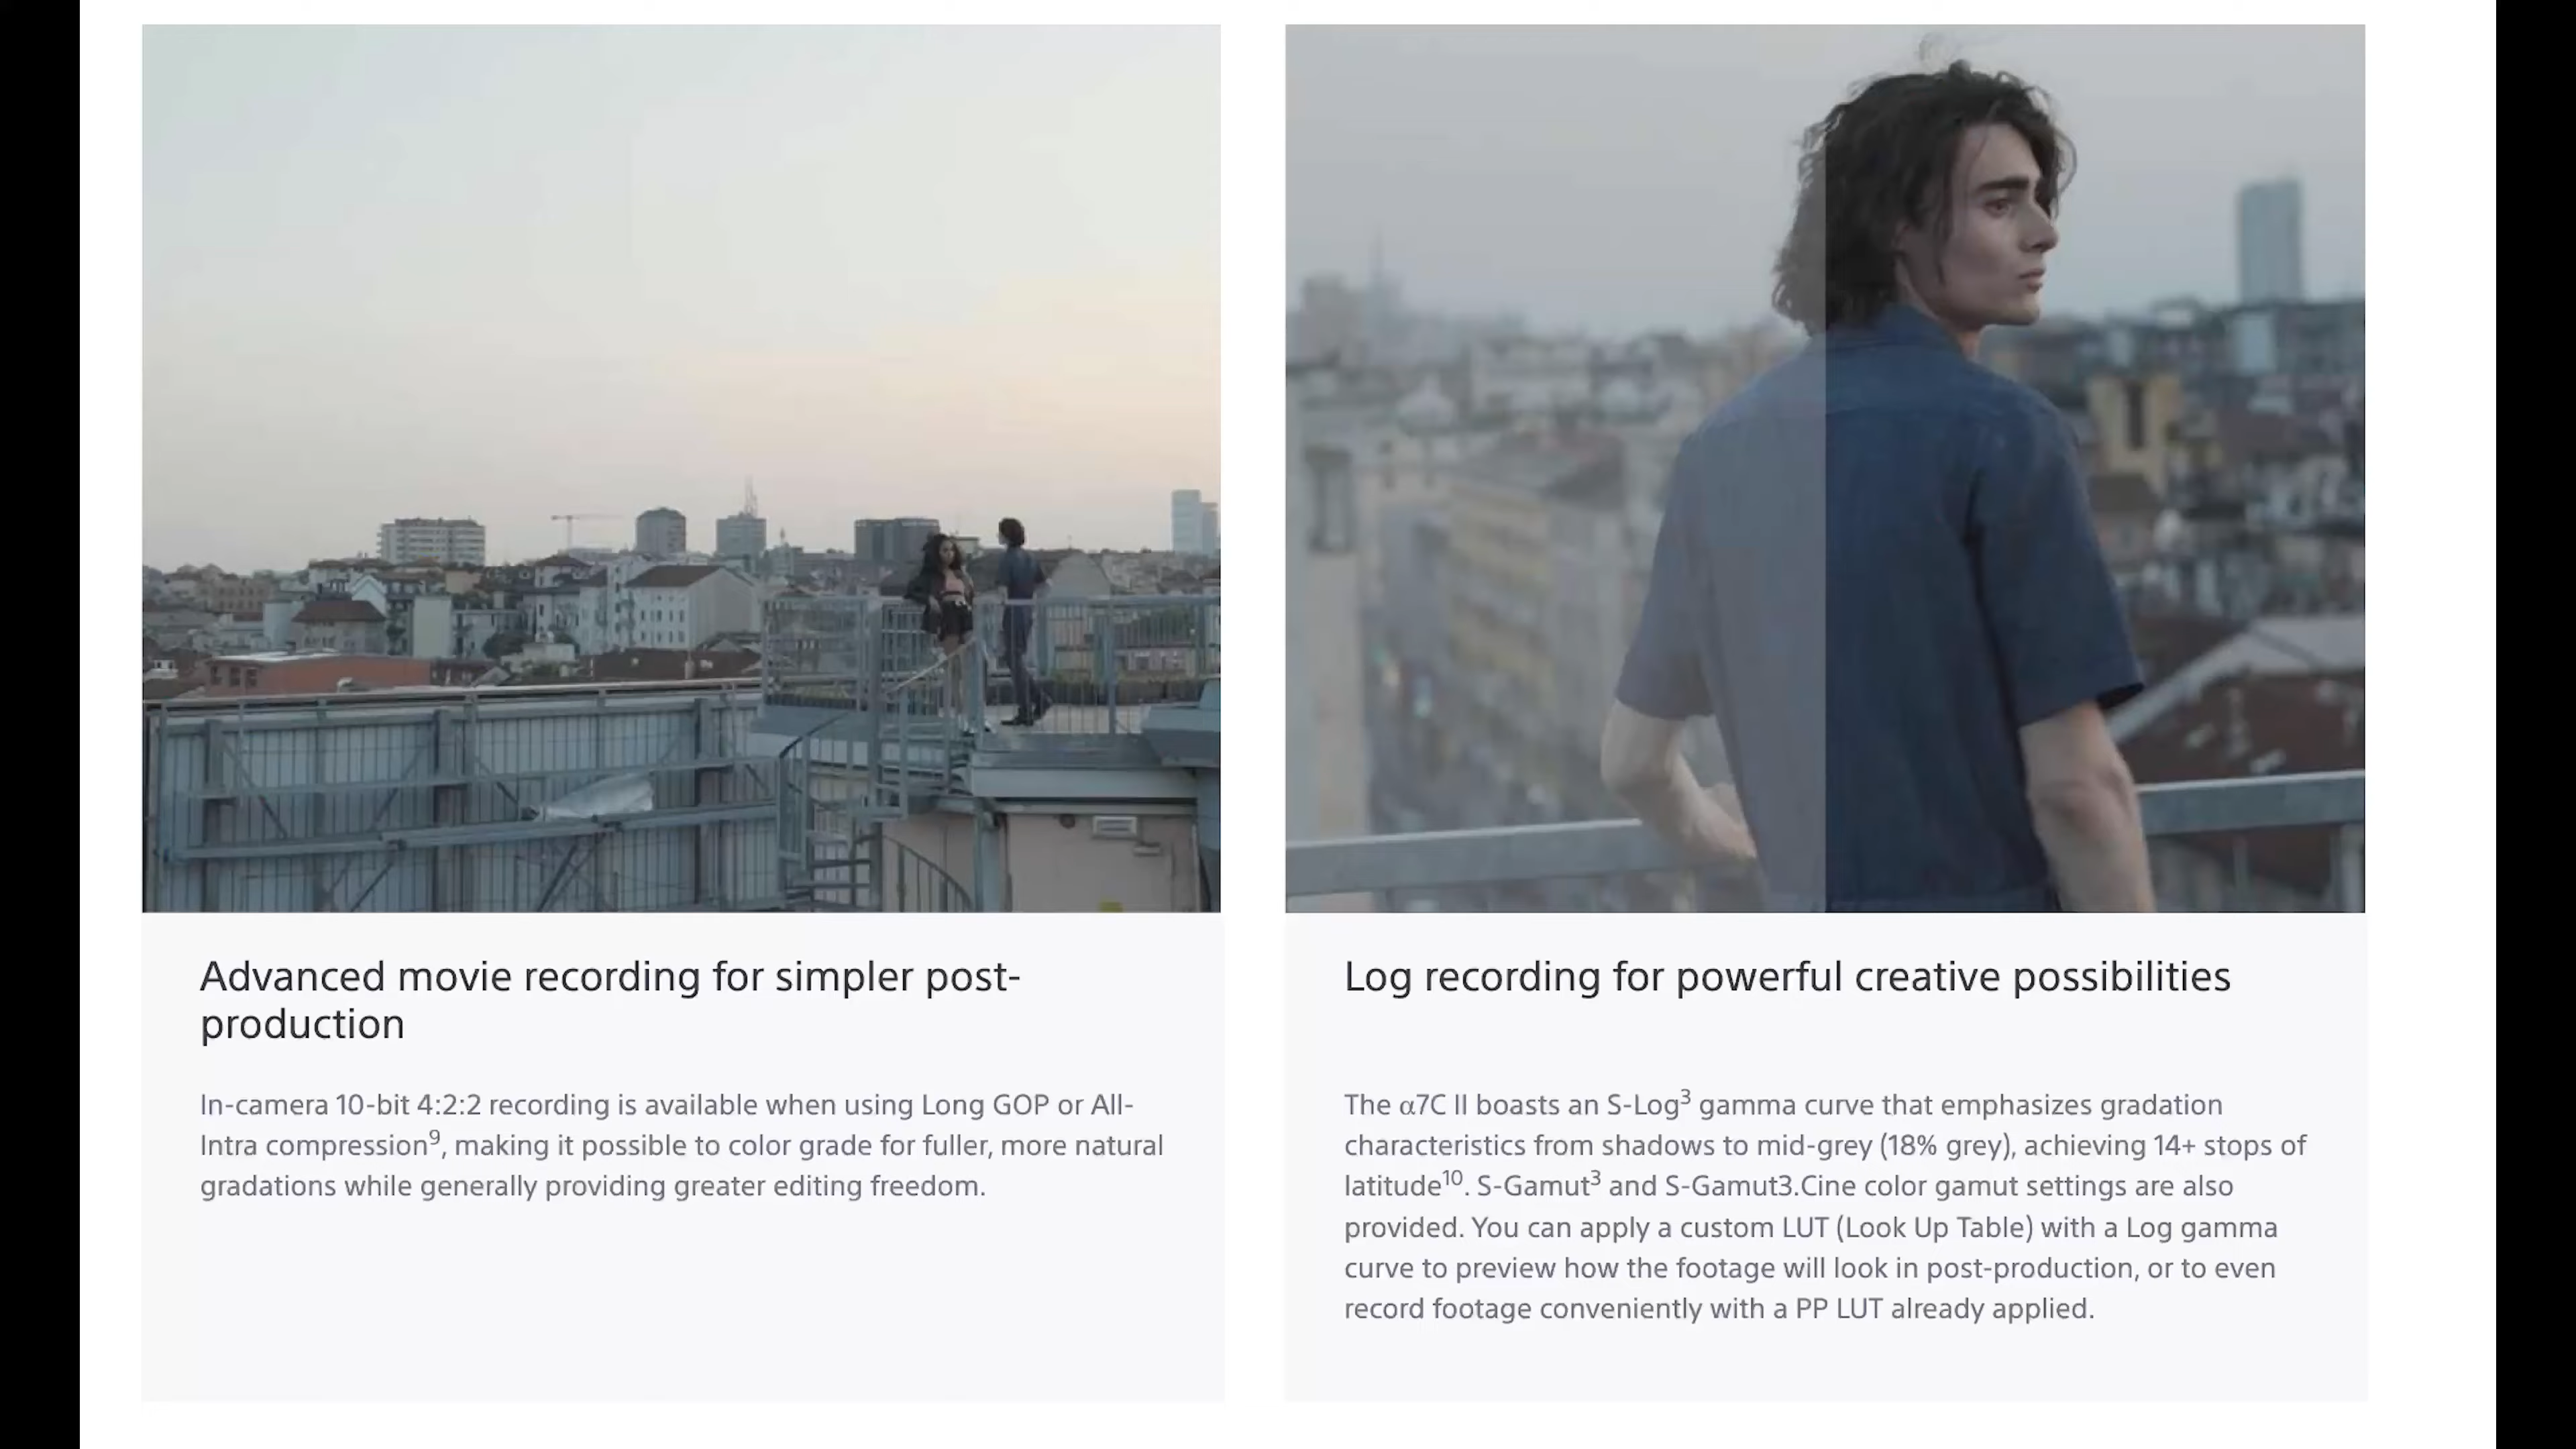 Advanced movie recording for simpler post-
production
In-camera 10-bit 4:2:2 recording is available when using Long GOP or All-
Intra compression⁹, making it possible to color grade for fuller, more natural
gradations while generally providing greater editing freedom.
Log recording for powerful creative possibilities
The α7C II boasts an S-Log³ gamma curve that emphasizes gradation
characteristics from shadows to mid-grey (18% grey), achieving 14+ stops of
latitude¹⁰. S-Gamut³ and S-Gamut3.Cine color gamut settings are also
provided. You can apply a custom LUT (Look Up Table) with a Log gamma
curve to preview how the footage will look in post-production, or to even
record footage conveniently with a PP LUT already applied.